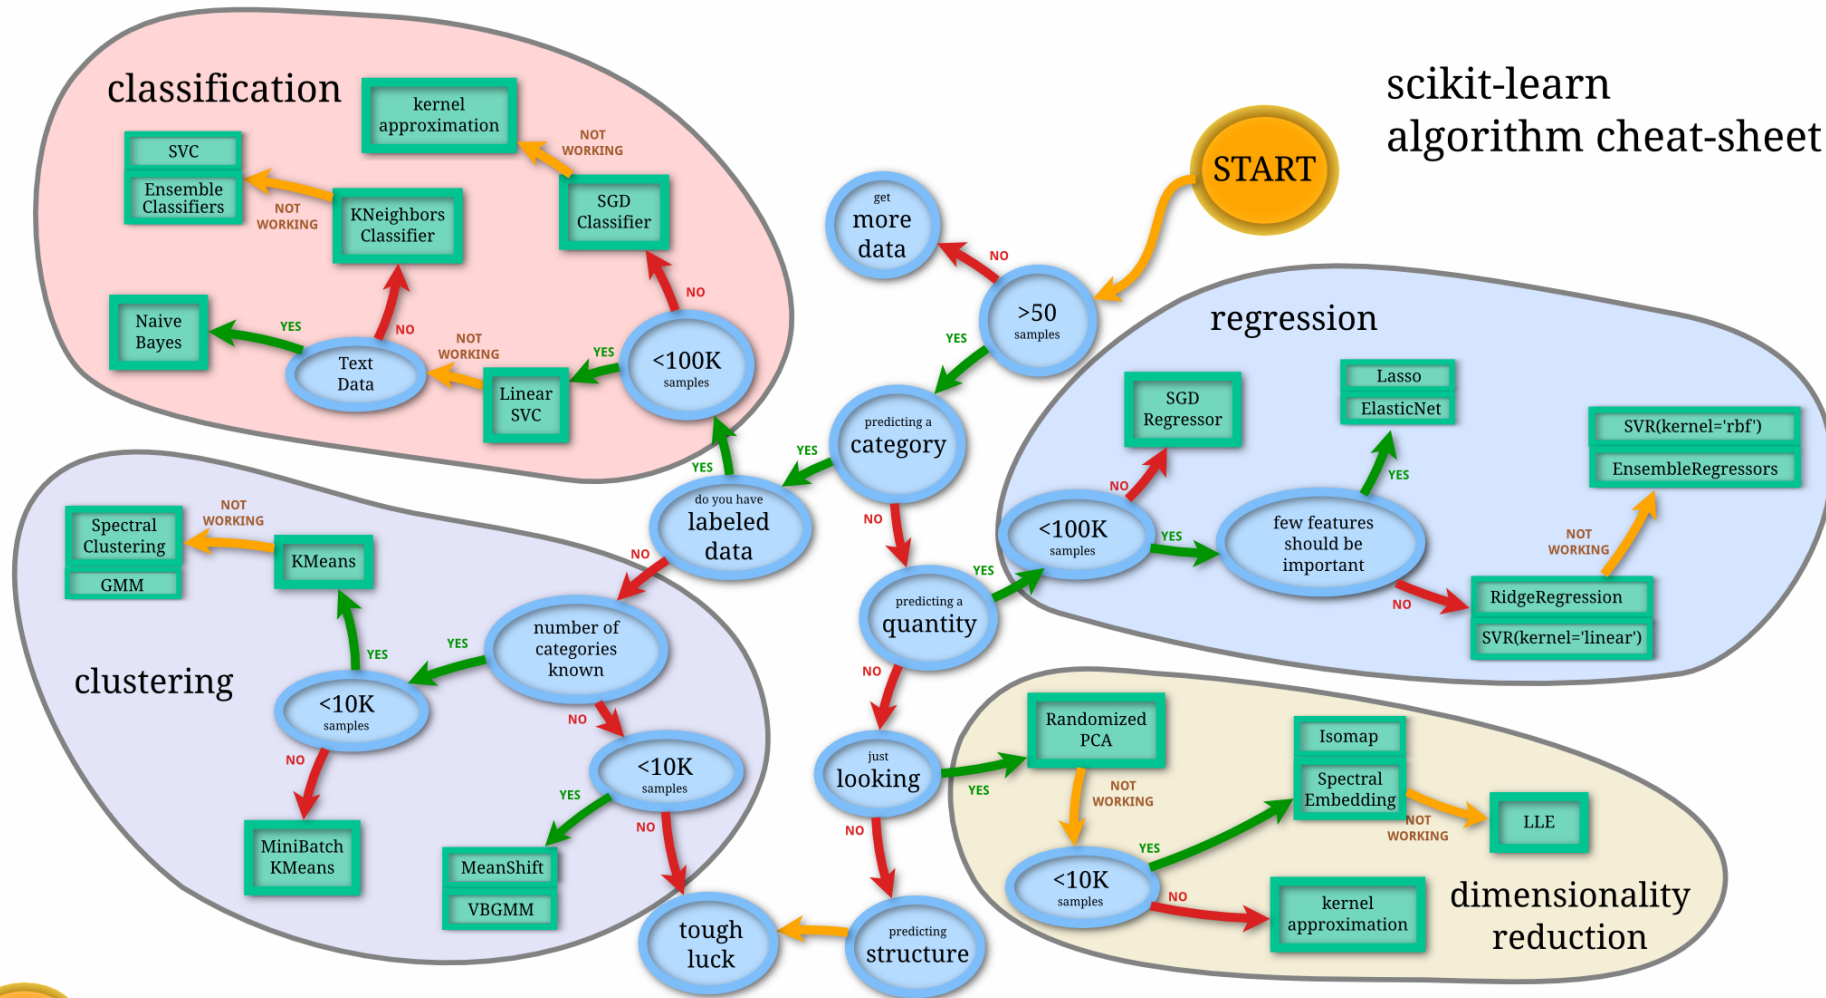 scikit-learn
algorithm cheat-sheet
START
>50
samples
NO
get
more
data
YES
predicting a
category
YES
do you have
labeled
data
NO
predicting a
quantity
YES
NO
just
looking
YES
NO
predicting
structure
tough
luck
classification
YES
<100K
samples
NO
SGD
Classifier
NOT
WORKING
kernel
approximation
YES
Linear
SVC
NOT
WORKING
Text
Data
YES
Naive
Bayes
NO
KNeighbors
Classifier
NOT
WORKING
SVC
Ensemble
Classifiers
clustering
NO
number of
categories
known
YES
<10K
samples
YES
KMeans
NOT
WORKING
Spectral
Clustering
GMM
NO
MiniBatch
KMeans
NO
<10K
samples
YES
MeanShift
VBGMM
NO
regression
<100K
samples
NO
SGD
Regressor
YES
few features
should be
important
YES
Lasso
ElasticNet
NO
RidgeRegression
SVR(kernel='linear')
NOT
WORKING
SVR(kernel='rbf')
EnsembleRegressors
dimensionality
reduction
Randomized
PCA
NOT
WORKING
<10K
samples
YES
Isomap
Spectral
Embedding
NOT
WORKING
LLE
NO
kernel
approximation